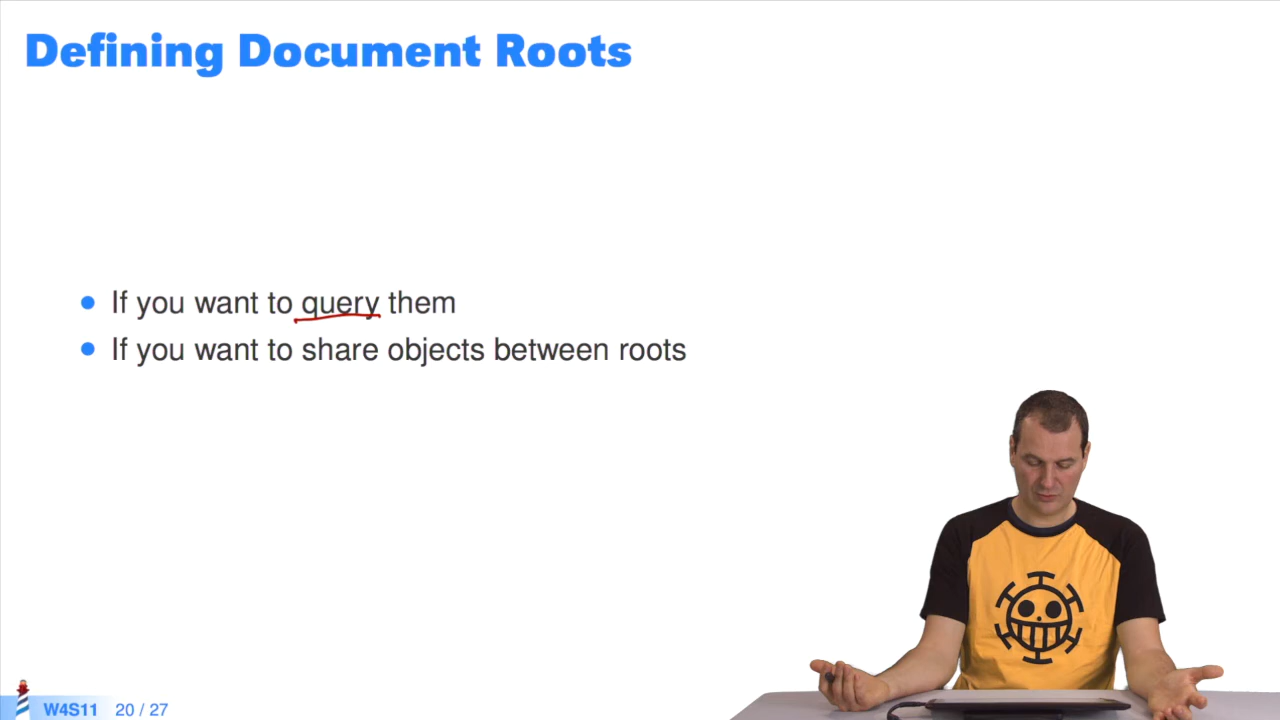 Defining Document Roots
If you want to query them
If you want to share objects between roots
W4S11 20 / 27